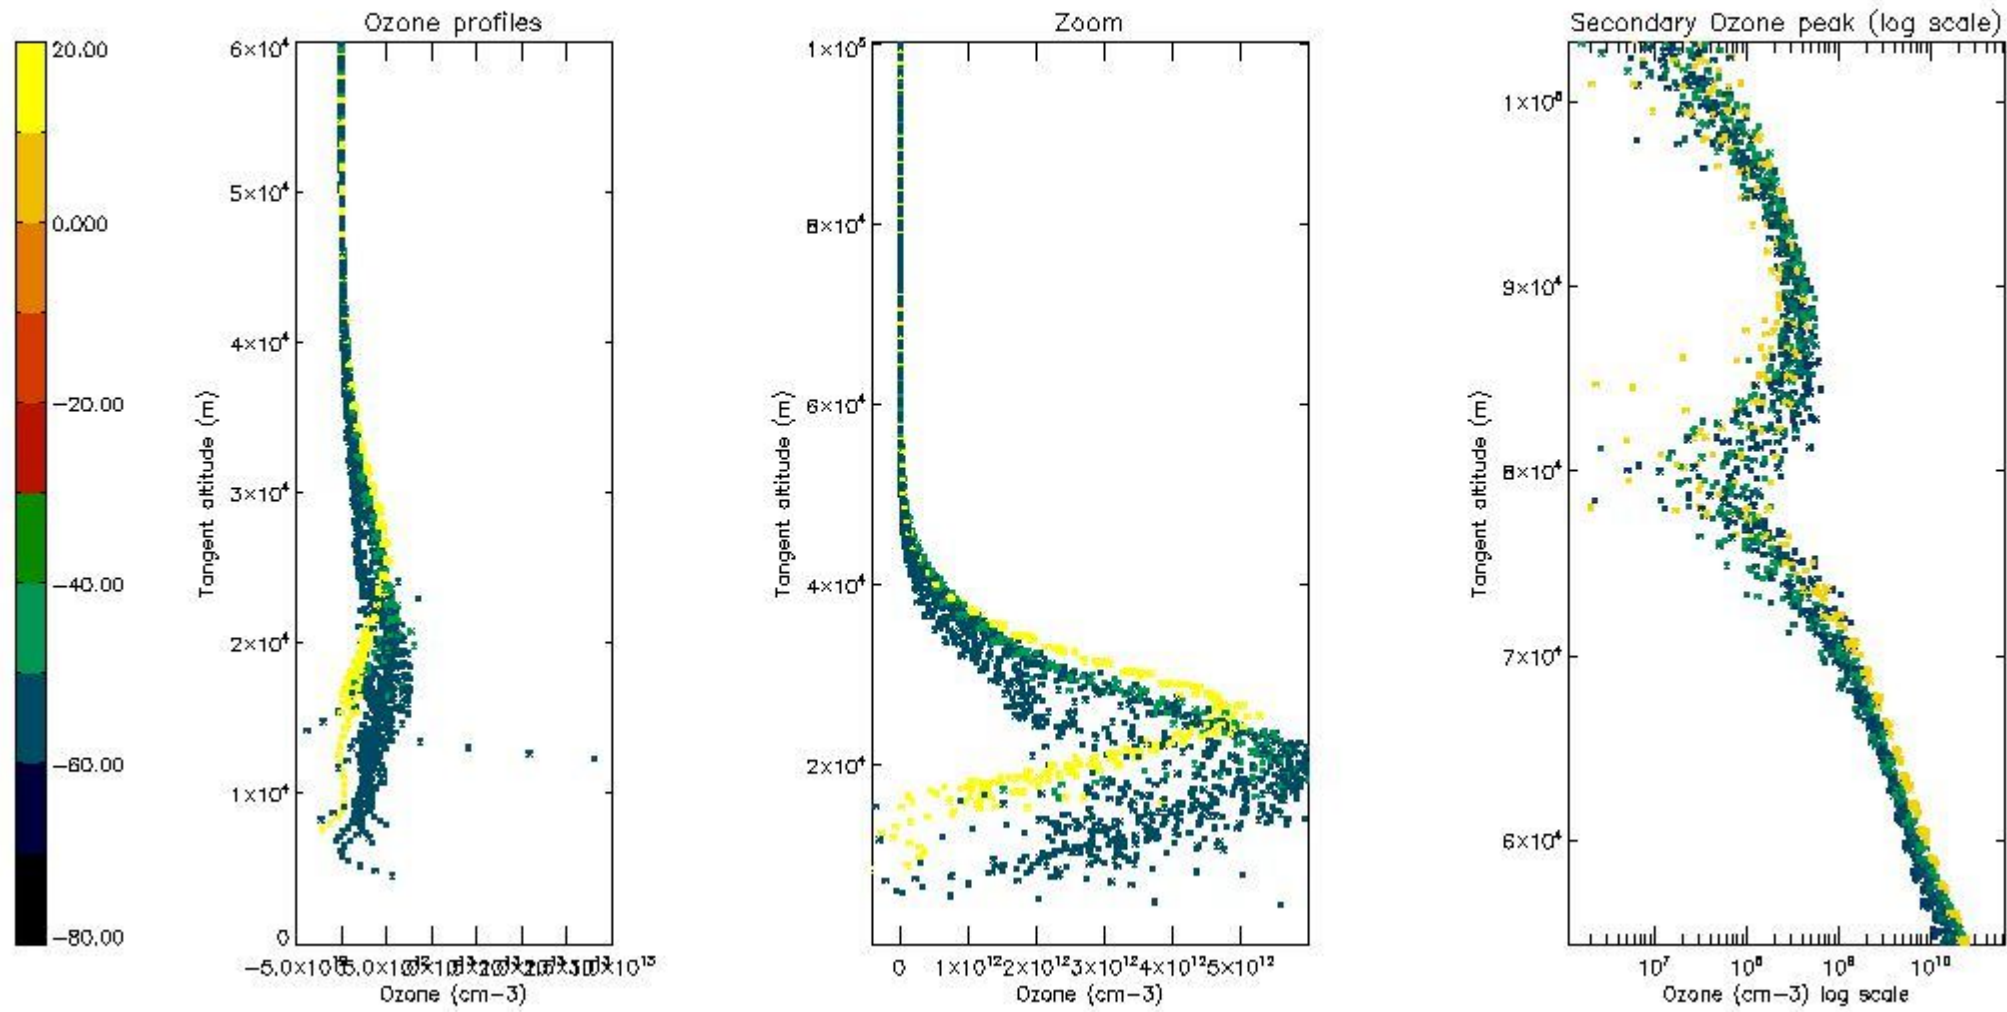 Ozone profiles
Zoom
Secondary Ozone peak (log scale)
20.00
0.000
−20.00
−40.00
−60.00
−80.00
6×10⁴
5×10⁴
4×10⁴
3×10⁴
2×10⁴
1×10⁴
0
Tangent altitude (m)
Ozone (cm−3)
1×10⁵
8×10⁴
6×10⁴
4×10⁴
2×10⁴
Tangent altitude (m)
0 1×10¹² 2×10¹² 3×10¹² 4×10¹² 5×10¹²
Ozone (cm−3)
1×10⁵
9×10⁴
8×10⁴
7×10⁴
6×10⁴
Tangent altitude (m)
10⁷ 10⁸ 10⁹ 10¹⁰
Ozone (cm−3) log scale